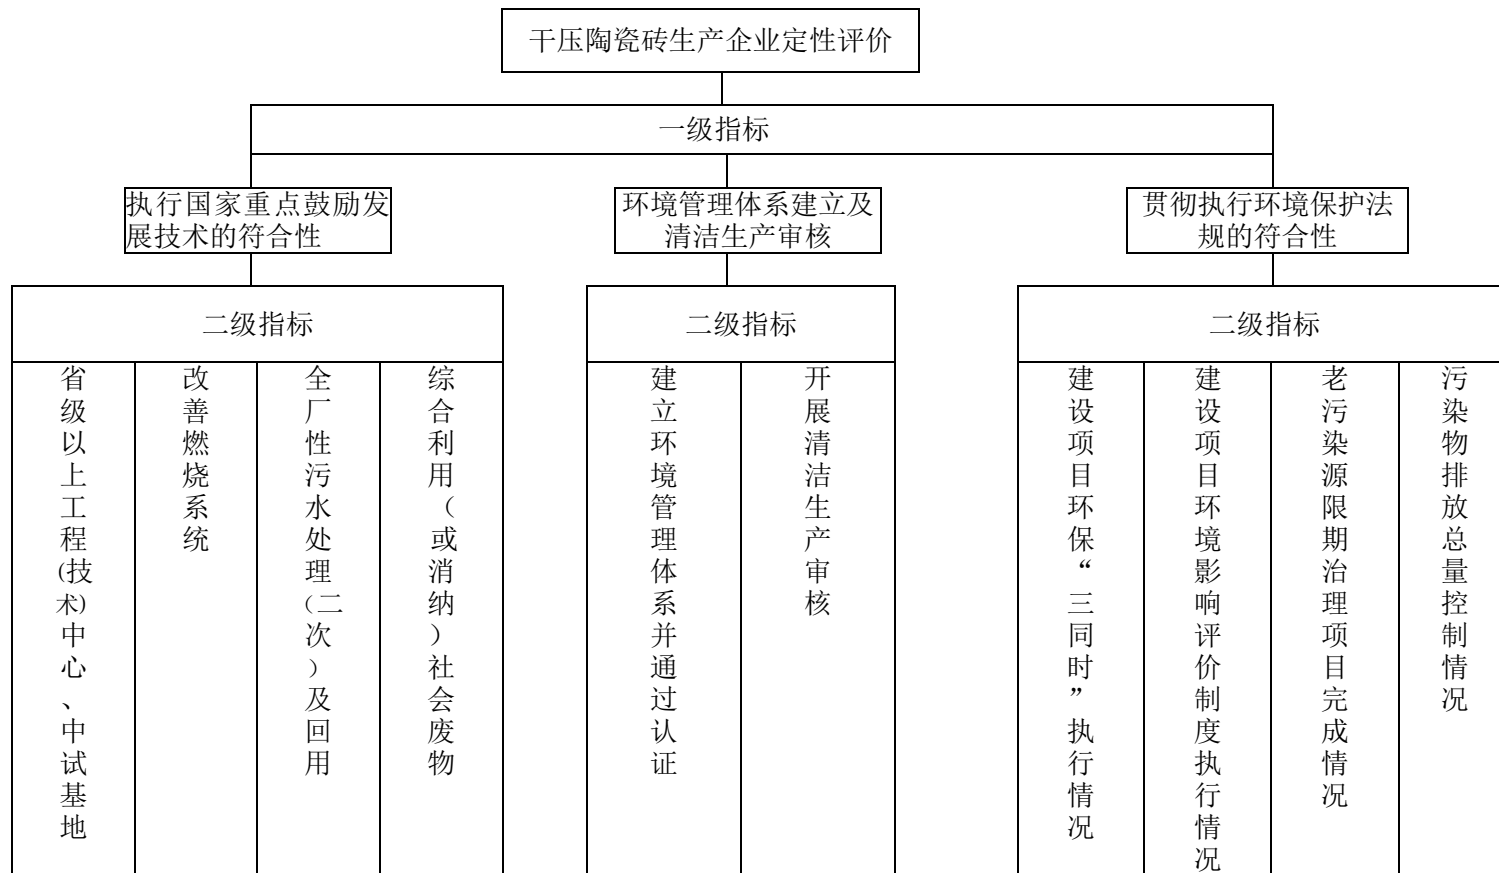 干压陶瓷砖生产企业定性评价
一级指标
执行国家重点鼓励发
展技术的符合性
环境管理体系建立及
清洁生产审核
贯彻执行环境保护法
规的符合性
二级指标
二级指标
二级指标
省级以上工程(技术)中心、中试基地
改善燃烧系统
全厂性污水处理(二次)及回用
综合利用(或消纳)社会废物
建立环境管理体系并通过认证
开展清洁生产审核
建设项目环保“三同时”执行情况
建设项目环境影响评价制度执行情况
老污染源限期治理项目完成情况
污染物排放总量控制情况